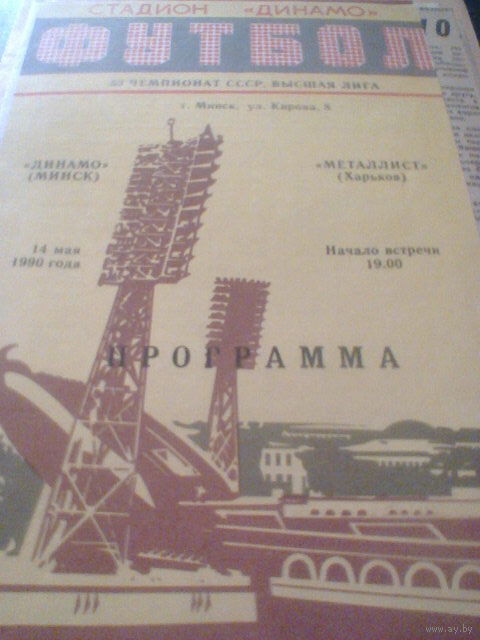 СТАДИОН «ДИНАМО»
ФУТБОЛ
53 ЧЕМПИОНАТ СССР, ВЫСШАЯ ЛИГА
г. Минск, ул. Кирова, 8
«ДИНАМО»
(МИНСК)
«МЕТАЛЛИСТ»
(Харьков)
14 мая
1990 года
Начало встречи
19.00
ПРОГРАММА
10
www.ay.by